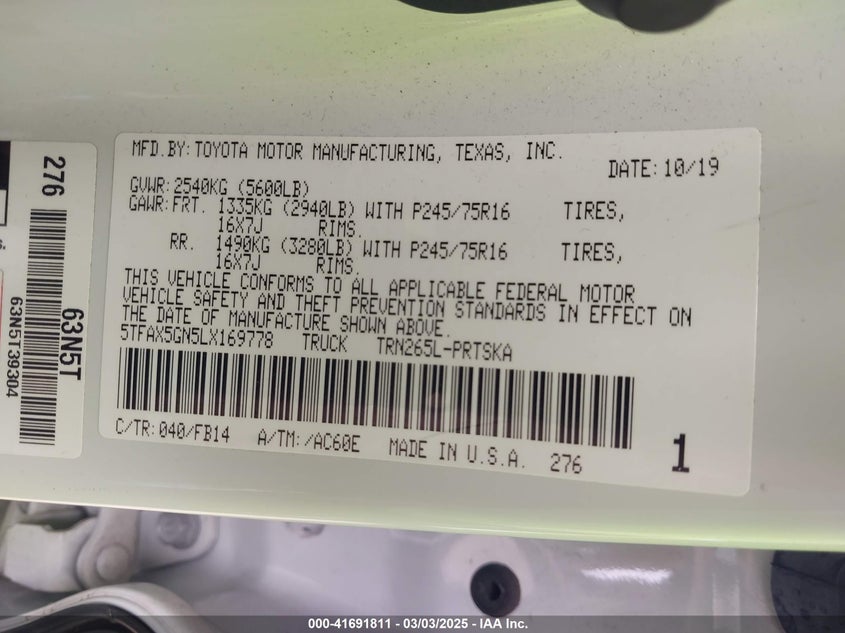 MFD.BY:TOYOTA MOTOR MANUFACTURING, TEXAS, INC.
DATE:10/19
GVWR:2540KG (5600LB)
GAWR:FRT. 1335KG (2940LB) WITH P245/75R16 TIRES,
16X7J RIMS.
RR. 1490KG (3280LB) WITH P245/75R16 TIRES,
16X7J RIMS.
THIS VEHICLE CONFORMS TO ALL APPLICABLE FEDERAL MOTOR
VEHICLE SAFETY AND THEFT PREVENTION STANDARDS IN EFFECT ON
THE DATE OF MANUFACTURE SHOWN ABOVE.
5TFAX5GN5LX169778 TRUCK TRN265L-PRTSKA
C/TR:040/FB14 A/TM:/AC60E MADE IN U.S.A. 276
1
276
63N5T
63N5T39304
000-41691811 - 03/03/2025 - IAA Inc.